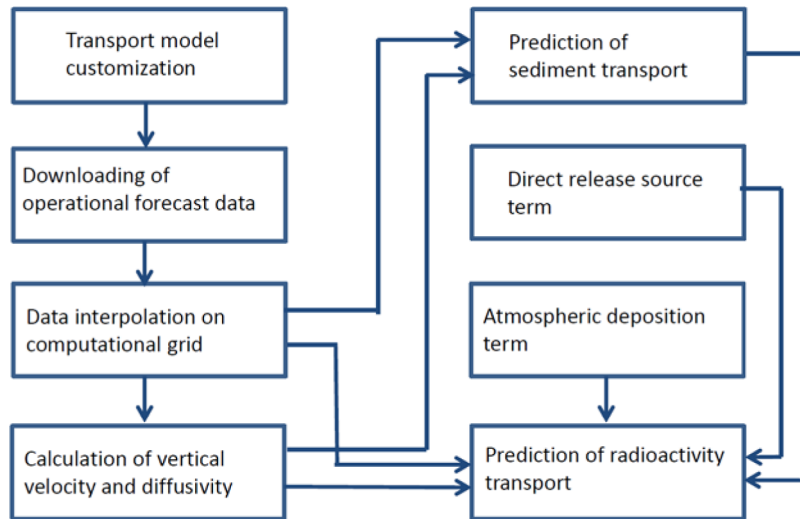 Transport model
customization
Downloading of
operational forecast data
Data interpolation on
computational grid
Calculation of vertical
velocity and diffusivity
Prediction of
sediment transport
Direct release source
term
Atmospheric deposition
term
Prediction of radioactivity
transport